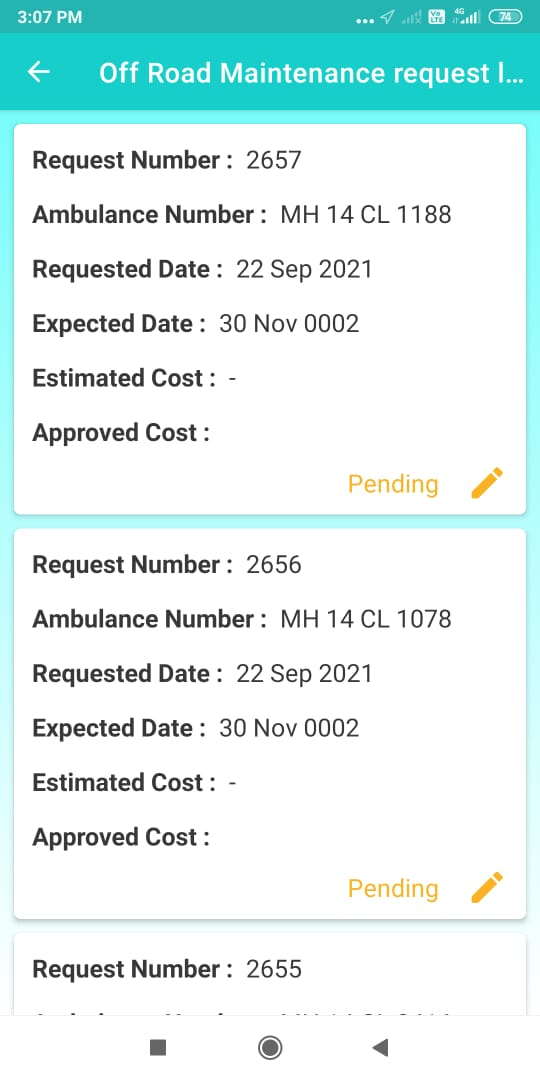 3:07 PM
4G
Vo
LTE
74
Off Road Maintenance request l...
Request Number : 2657
Ambulance Number : MH 14 CL 1188
Requested Date : 22 Sep 2021
Expected Date : 30 Nov 0002
Estimated Cost : -
Approved Cost :
Pending
Request Number : 2656
Ambulance Number : MH 14 CL 1078
Requested Date : 22 Sep 2021
Expected Date : 30 Nov 0002
Estimated Cost : -
Approved Cost :
Pending
Request Number : 2655